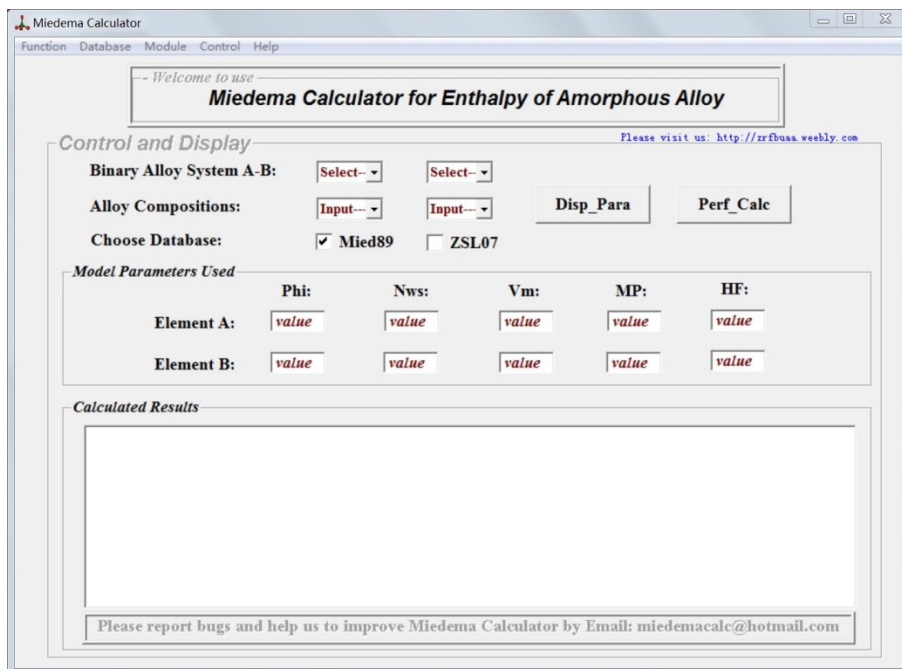 Miedema Calculator
Function Database Module Control Help
- Welcome to use
Miedema Calculator for Enthalpy of Amorphous Alloy
Please visit us: http://zrfbuaa.weebly.com
Control and Display
Binary Alloy System A-B: Select-- Select--
Alloy Compositions: Input--- Input--- Disp_Para Perf_Calc
Choose Database: Mied89 ZSL07
Model Parameters Used
Phi: Nws: Vm: MP: HF:
Element A: value value value value value
Element B: value value value value value
Calculated Results
Please report bugs and help us to improve Miedema Calculator by Email: miedemacalc@hotmail.com